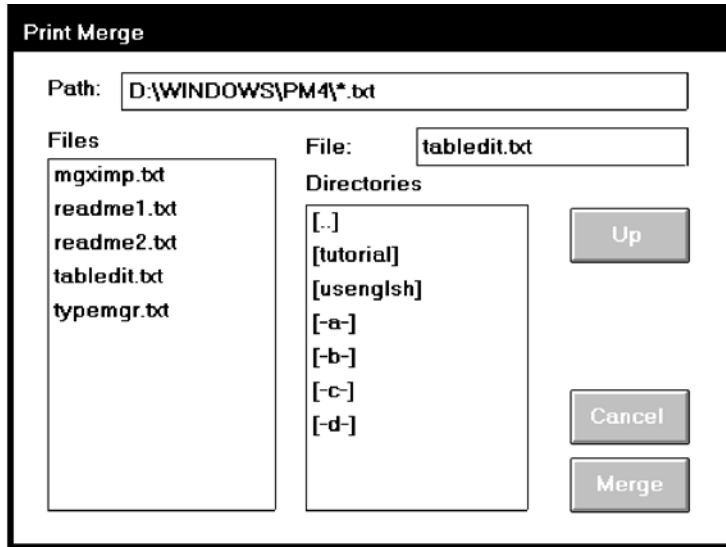 Print Merge
Path: D:\WINDOWS\PM4\*.txt
Files
mgximp.txt
readme1.txt
readme2.txt
tabledit.txt
typemgr.txt
File: tabledit.txt
Directories
[..]
[tutorial]
[usenglsh]
[-a-]
[-b-]
[-c-]
[-d-]
Up
Cancel
Merge